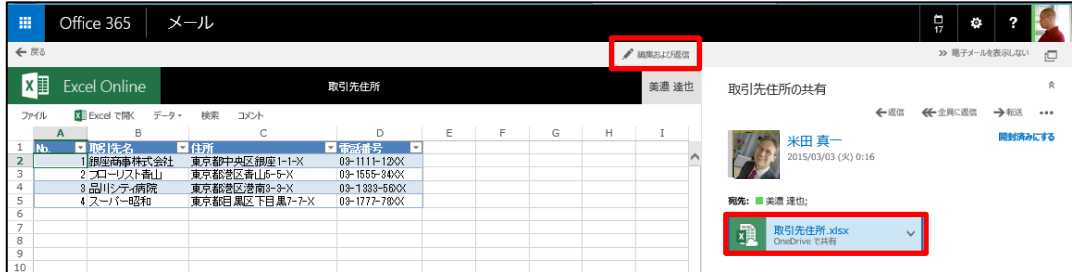 Office 365 メール
17 ?
戻る
編集および返信
電子メールを表示しない
Excel Online 取引先住所 美濃 達也
ファイル Excel で開く データ 検索 コメント
A B C D E F G H I
1 No. 取引先名 住所 電話番号
2 1 銀座商事株式会社 東京都中央区銀座1-1-X 03-1111-12XX
3 2 フローリスト青山 東京都港区青山5-5-X 03-1555-34XX
4 3 品川シティ病院 東京都港区港南3-3-X 03-1333-56XX
5 4 スーパー昭和 東京都目黒区下目黒7-7-X 03-1777-78XX
6
7
8
9
10
取引先住所の共有
返信 全員に返信 転送
米田 真一
2015/03/03 (火) 0:16
開封済みにする
宛先: 美濃 達也;
取引先住所.xlsx
OneDrive で共有